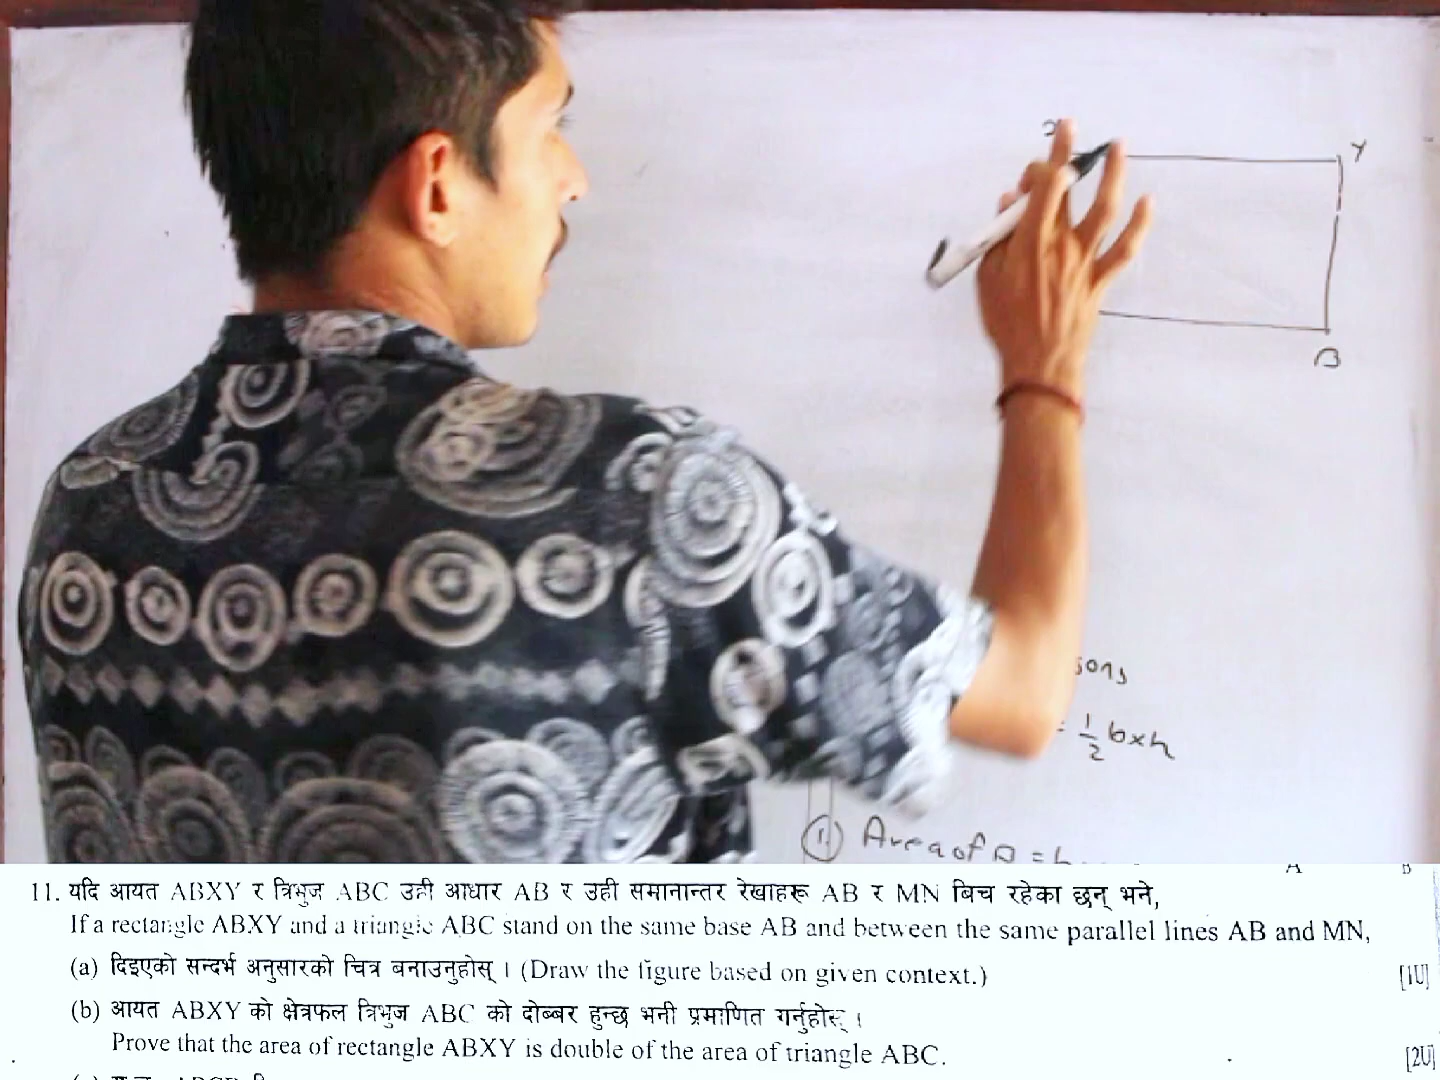 Y
B
sons
= 1/2 b×h
① Area of
A B
11. यदि आयत ABXY र त्रिभुज ABC उही आधार AB र उही समानान्तर रेखाहरू AB र MN बिच रहेका छन् भने,
If a rectangle ABXY and a triangle ABC stand on the same base AB and between the same parallel lines AB and MN,
(a) दिइएको सन्दर्भ अनुसारको चित्र बनाउनुहोस् । (Draw the figure based on given context.) [1U]
(b) आयत ABXY को क्षेत्रफल त्रिभुज ABC को दोब्बर हुन्छ भनी प्रमाणित गर्नुहोस् ।
Prove that the area of rectangle ABXY is double of the area of triangle ABC. [2U]